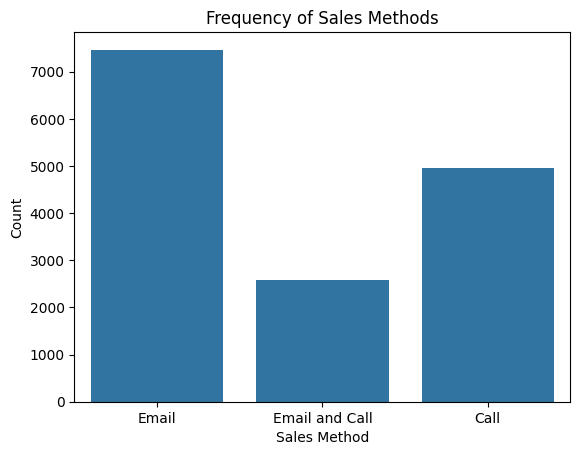 Frequency of Sales Methods
Count
7000
6000
5000
4000
3000
2000
1000
0
Email
Email and Call
Call
Sales Method